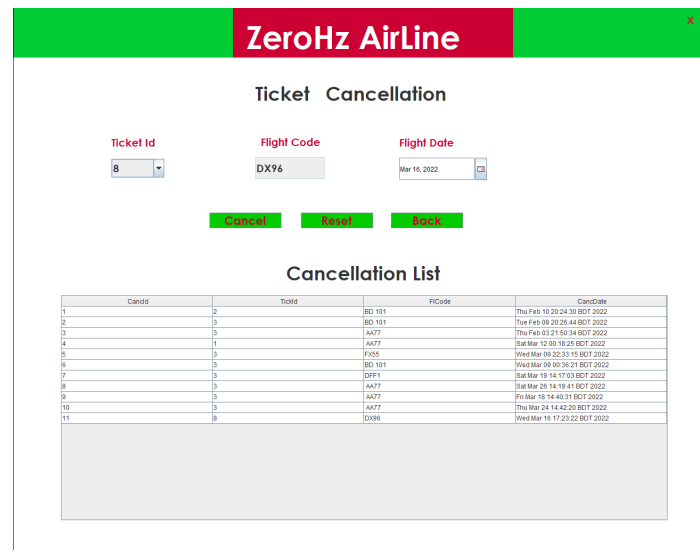 ZeroHz AirLine
x
Ticket Cancellation
Ticket Id Flight Code Flight Date
8 DX96 Mar 16, 2022
Cancel Reset Back
Cancellation List
CancId TickId FlCode CancDate
1 2 BD 101 Thu Feb 10 20:24:30 BDT 2022
2 3 BD 101 Tue Feb 08 20:26:44 BDT 2022
3 3 AA77 Thu Feb 03 21:50:34 BDT 2022
4 1 AA77 Sat Mar 12 00:18:25 BDT 2022
5 3 FX55 Wed Mar 09 22:33:15 BDT 2022
6 3 BD 101 Wed Mar 09 00:36:21 BDT 2022
7 3 DFF1 Sat Mar 19 14:17:03 BDT 2022
8 3 AA77 Sat Mar 26 14:19:41 BDT 2022
9 3 AA77 Fri Mar 18 14:40:31 BDT 2022
10 3 AA77 Thu Mar 24 14:42:20 BDT 2022
11 8 DX96 Wed Mar 16 17:23:22 BDT 2022